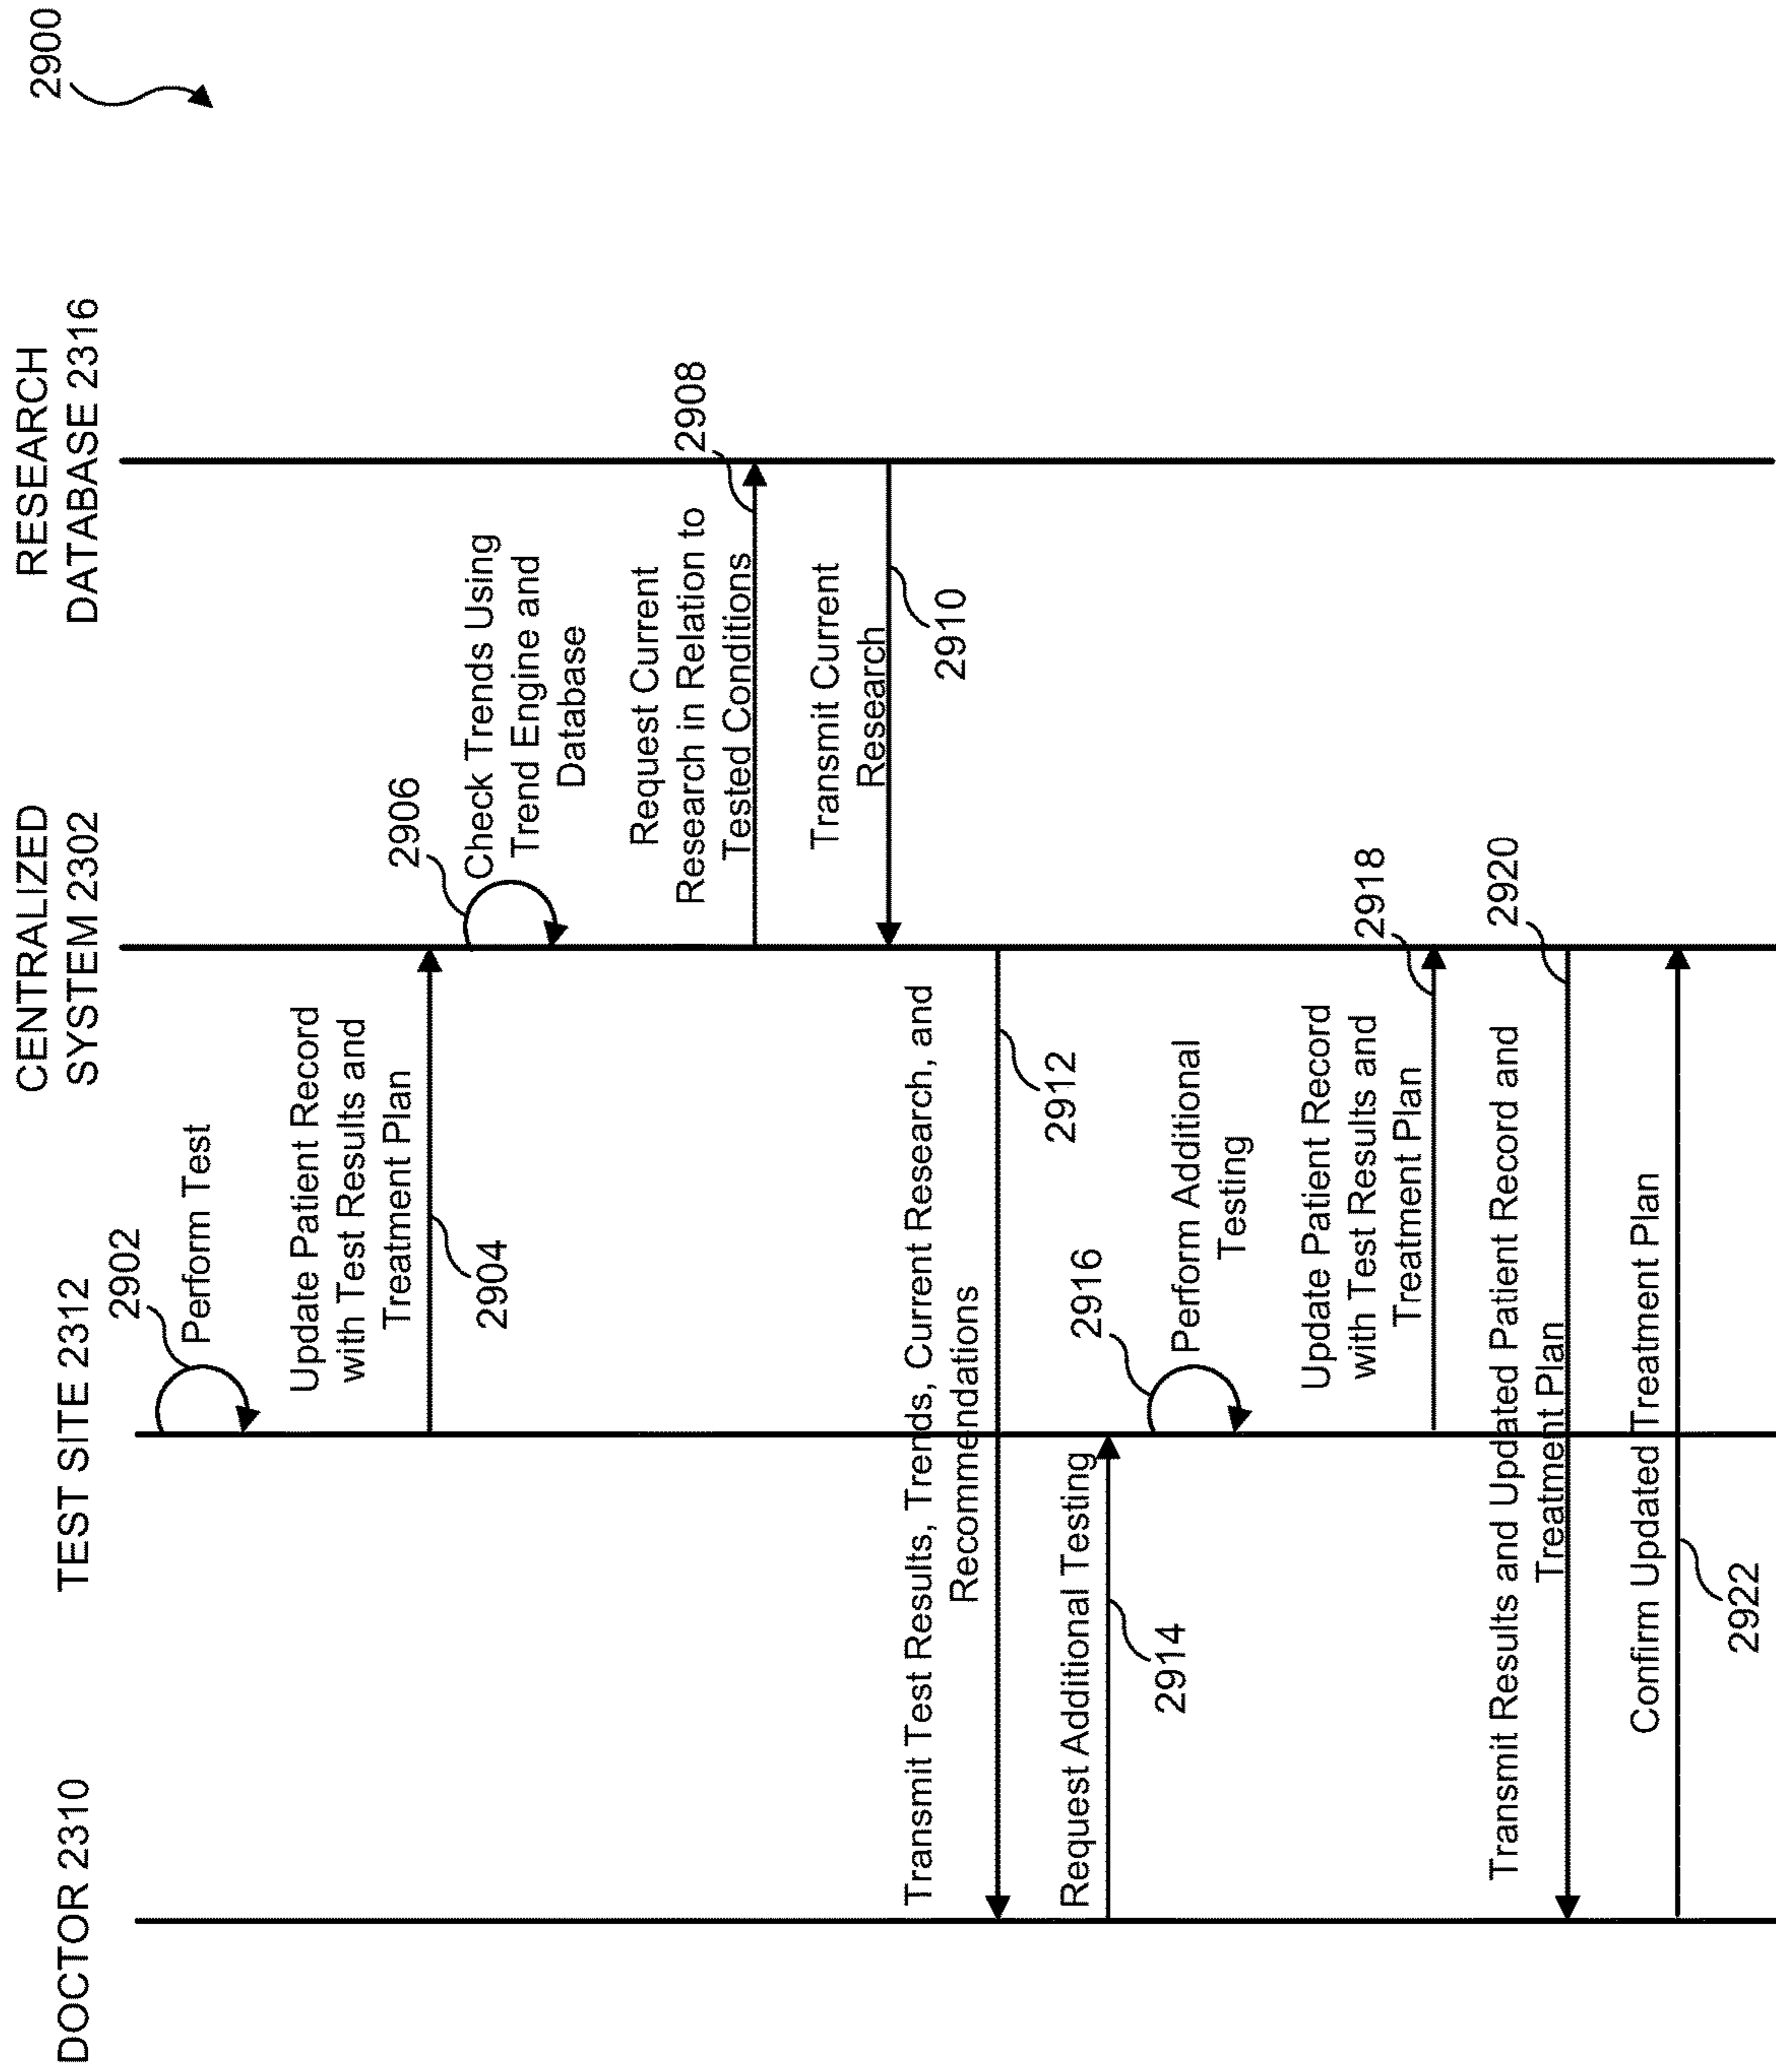 2900
DOCTOR 2310
TEST SITE 2312
CENTRALIZED
SYSTEM 2302
RESEARCH
DATABASE 2316
2902
Perform Test
Update Patient Record
with Test Results and
Treatment Plan
2904
2906
Check Trends Using
Trend Engine and
Database
Request Current
Research in Relation to
Tested Conditions
2908
Transmit Current
Research
2910
Transmit Test Results, Trends, Current Research, and
Recommendations
2912
Request Additional Testing
2914
2916
Perform Additional
Testing
Update Patient Record
with Test Results and
Treatment Plan
2918
Transmit Results and Updated Patient Record and
Treatment Plan
2920
Confirm Updated Treatment Plan
2922